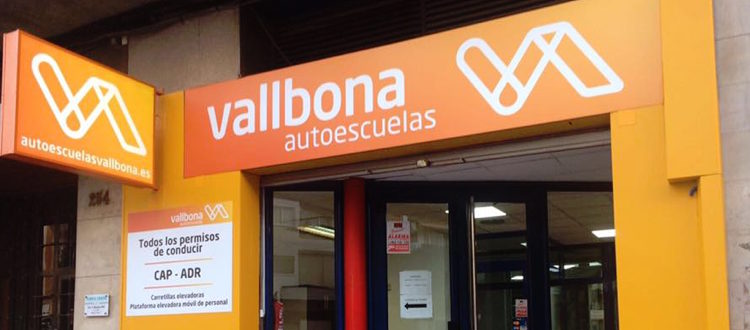 vallbona
autoescuelas
autoescuelasvallbona.es
254
vallbona
autoescuelas
Todos los permisos
de conducir
CAP - ADR
Carretillas elevadoras
Plataforma elevadora móvil de personal
ALARMA